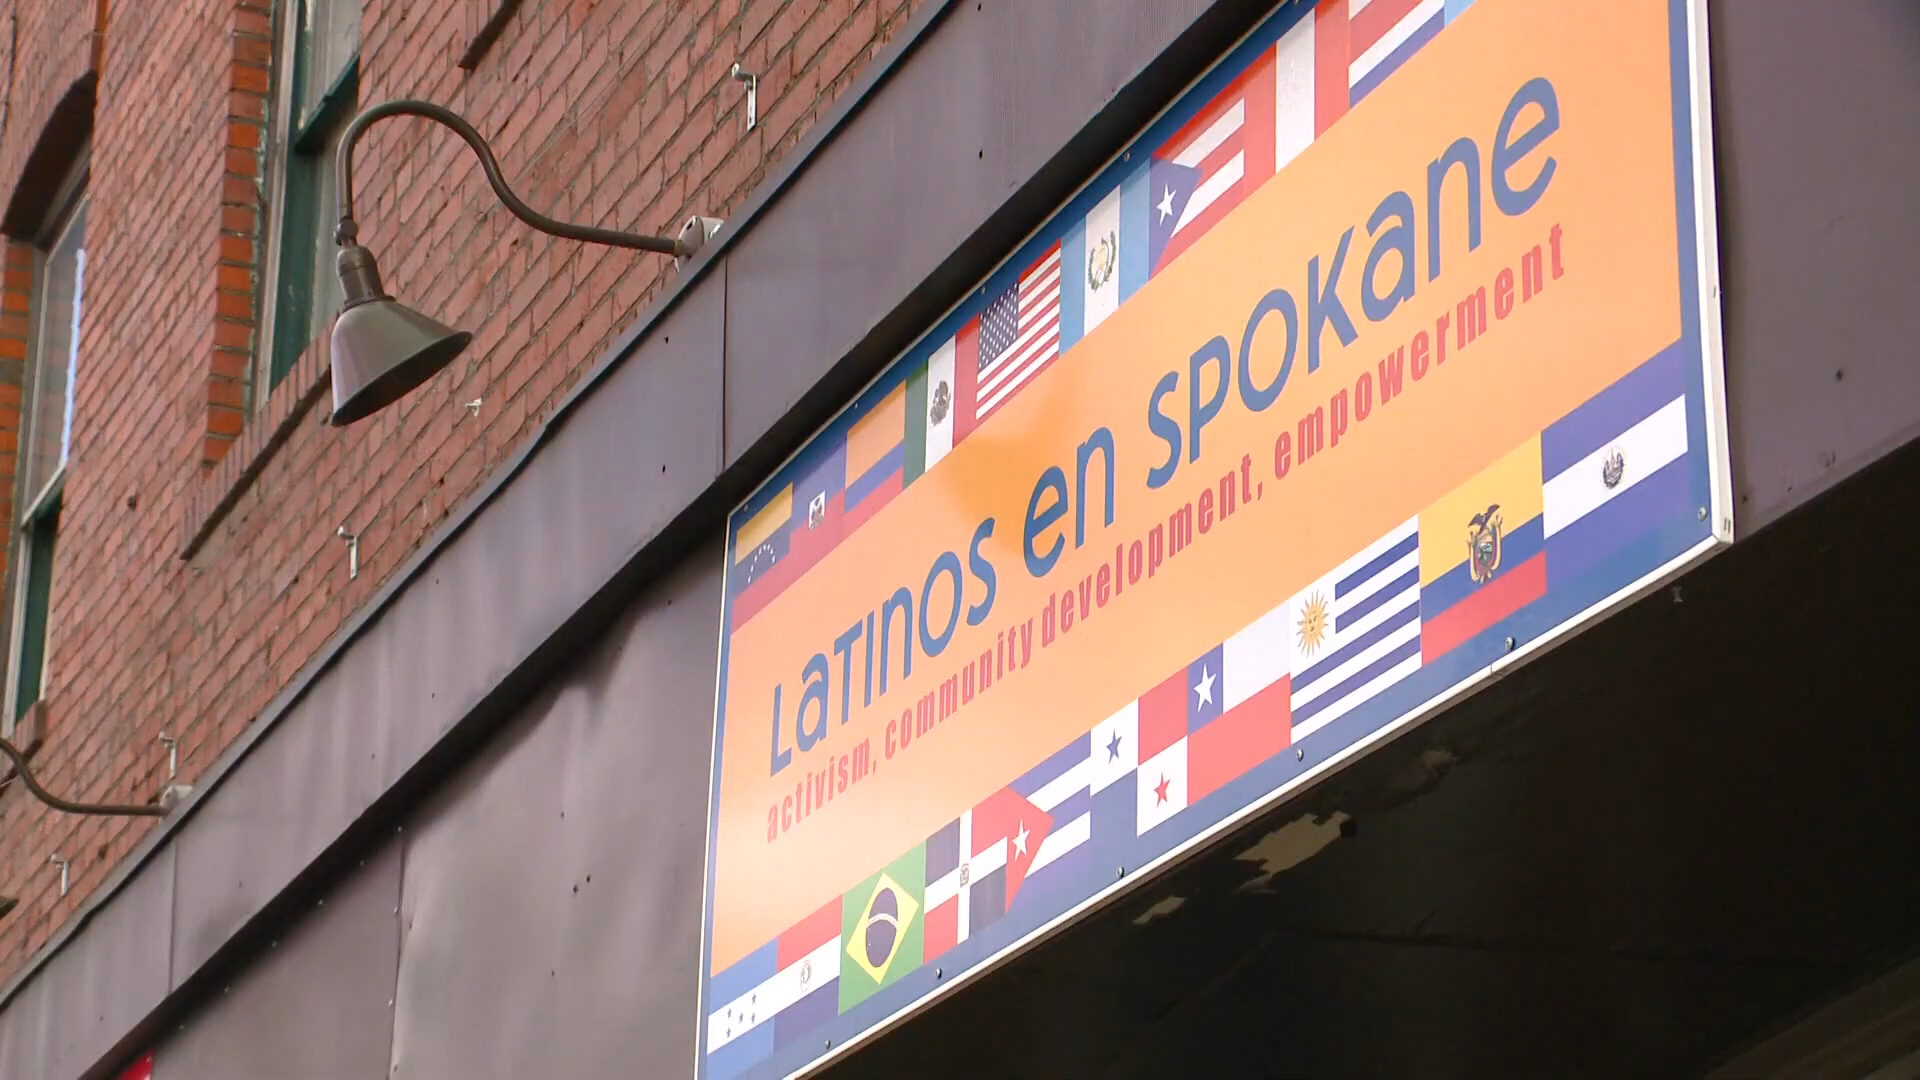 Latinos en Spokane
activism, community development, empowerment